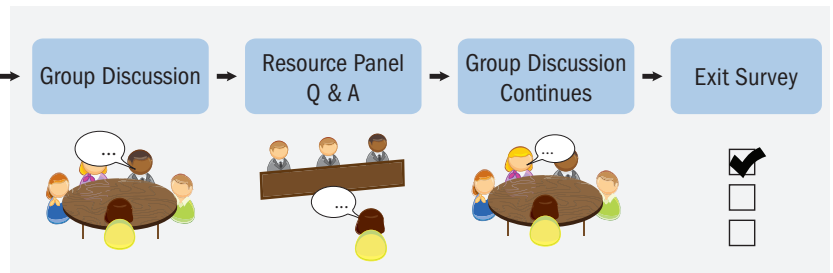 Group Discussion
Resource Panel
Q & A
Group Discussion
Continues
Exit Survey
...
...
...